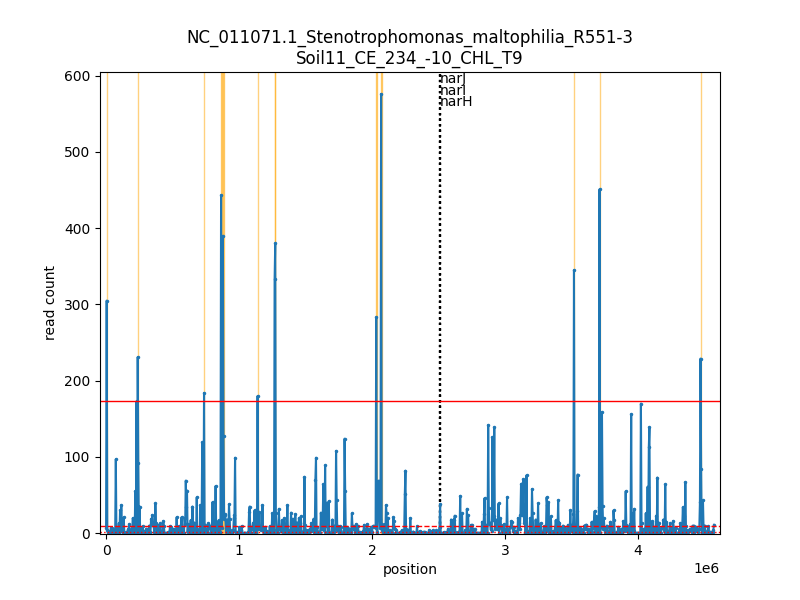 NC_011071.1_Stenotrophomonas_maltophilia_R551-3
Soil11_CE_234_-10_CHL_T9
600
500
400
300
200
100
0
read count
narJ
narI
narH
0
1
2
3
4
1e6
position